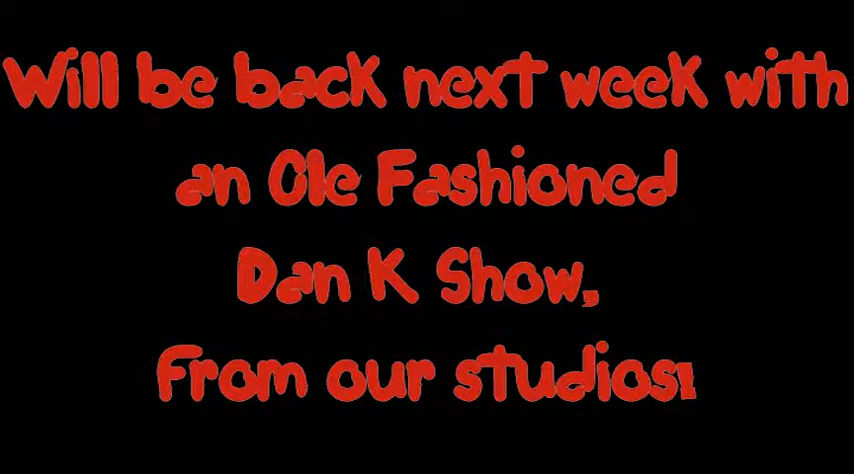 Will be back next week with
an Ole Fashioned
Dan K Show,
From our studios!